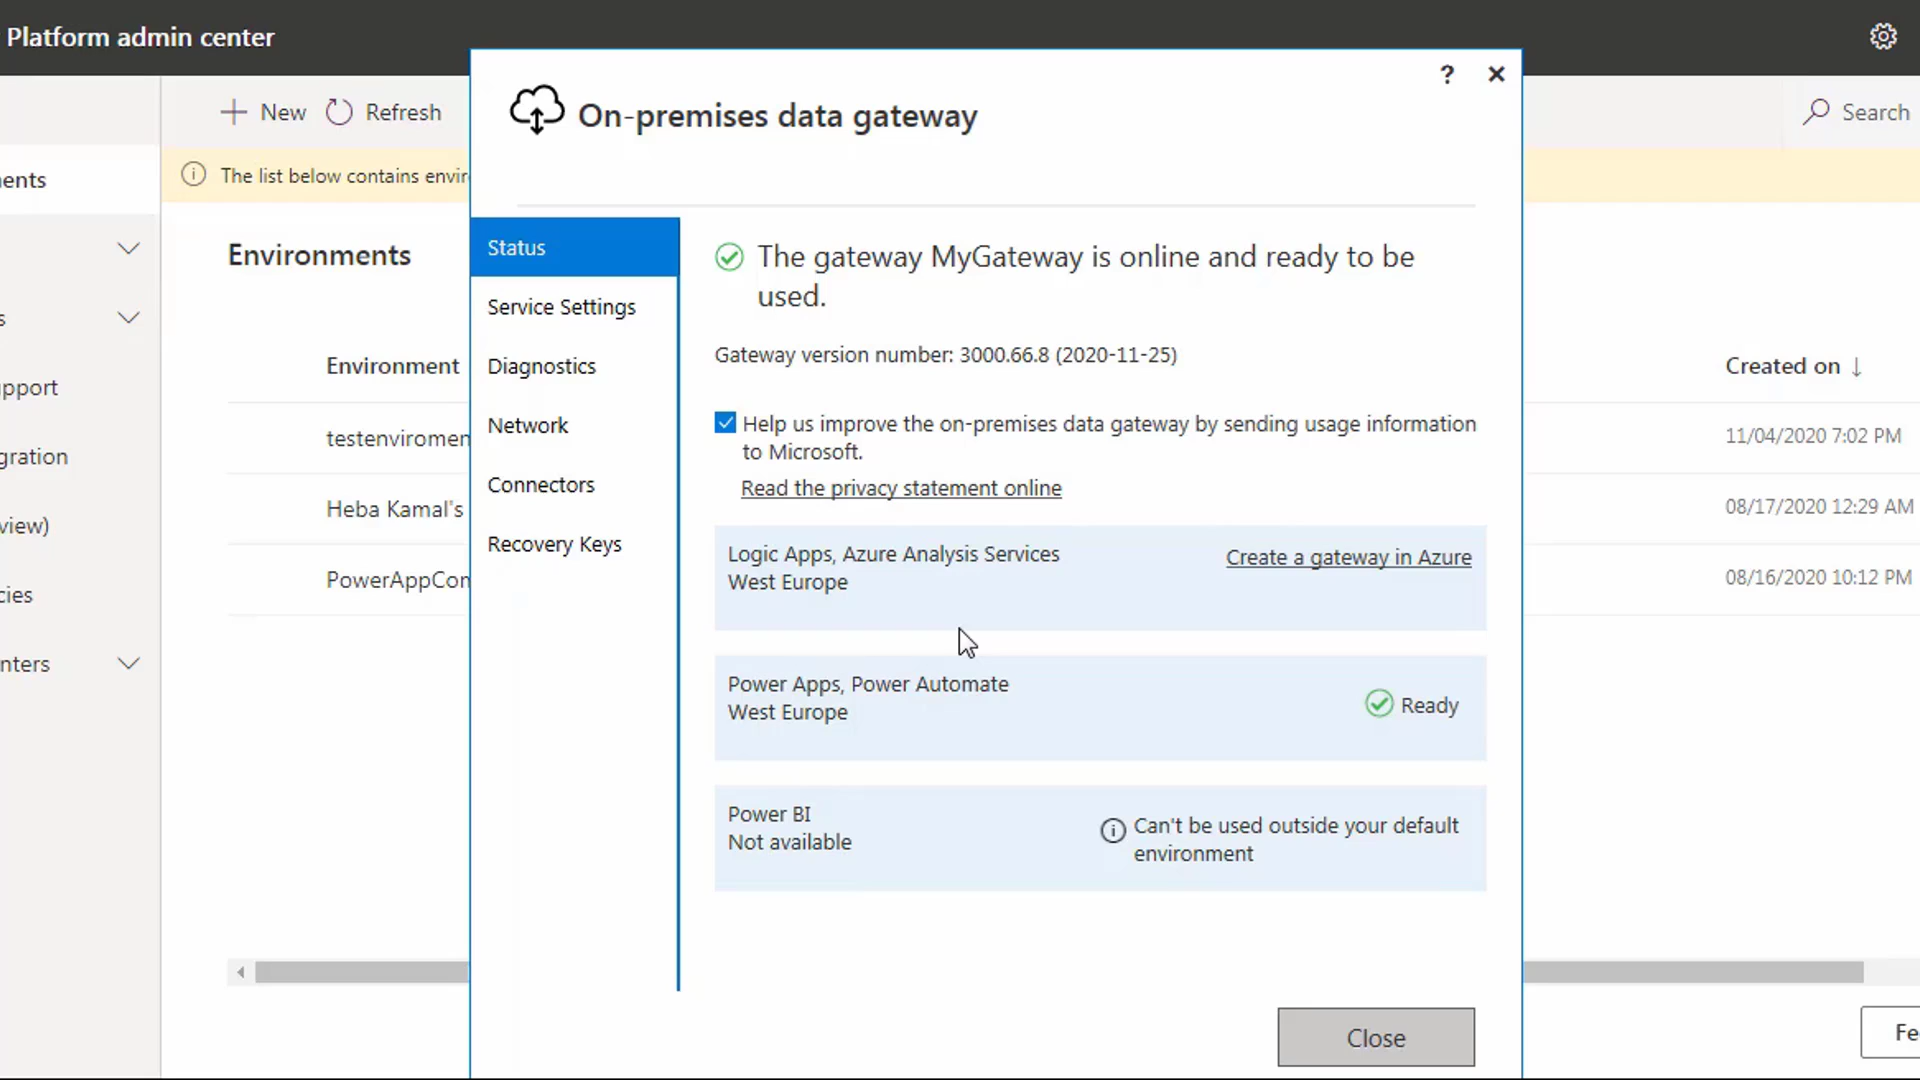 Platform admin center
New
Refresh
Search
ents
The list below contains envir
Environments
s
pport
gration
view)
cies
nters
Environment
testenviromen
Heba Kamal's
PowerAppCon
Created on ↓
11/04/2020 7:02 PM
08/17/2020 12:29 AM
08/16/2020 10:12 PM
Fe
? ×
On-premises data gateway
Status
Service Settings
Diagnostics
Network
Connectors
Recovery Keys
The gateway MyGateway is online and ready to be
used.
Gateway version number: 3000.66.8 (2020-11-25)
Help us improve the on-premises data gateway by sending usage information
to Microsoft.
Read the privacy statement online
Logic Apps, Azure Analysis Services
West Europe
Create a gateway in Azure
Power Apps, Power Automate
West Europe
Ready
Power BI
Not available
Can't be used outside your default
environment
Close